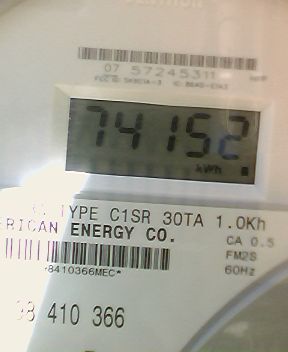 07 57245311
74152
kWh
TYPE C1SR 30TA 1.0Kh
RICAN ENERGY CO.
CA 0.5
FM2S
*8410366MEC*
60Hz
98 410 366